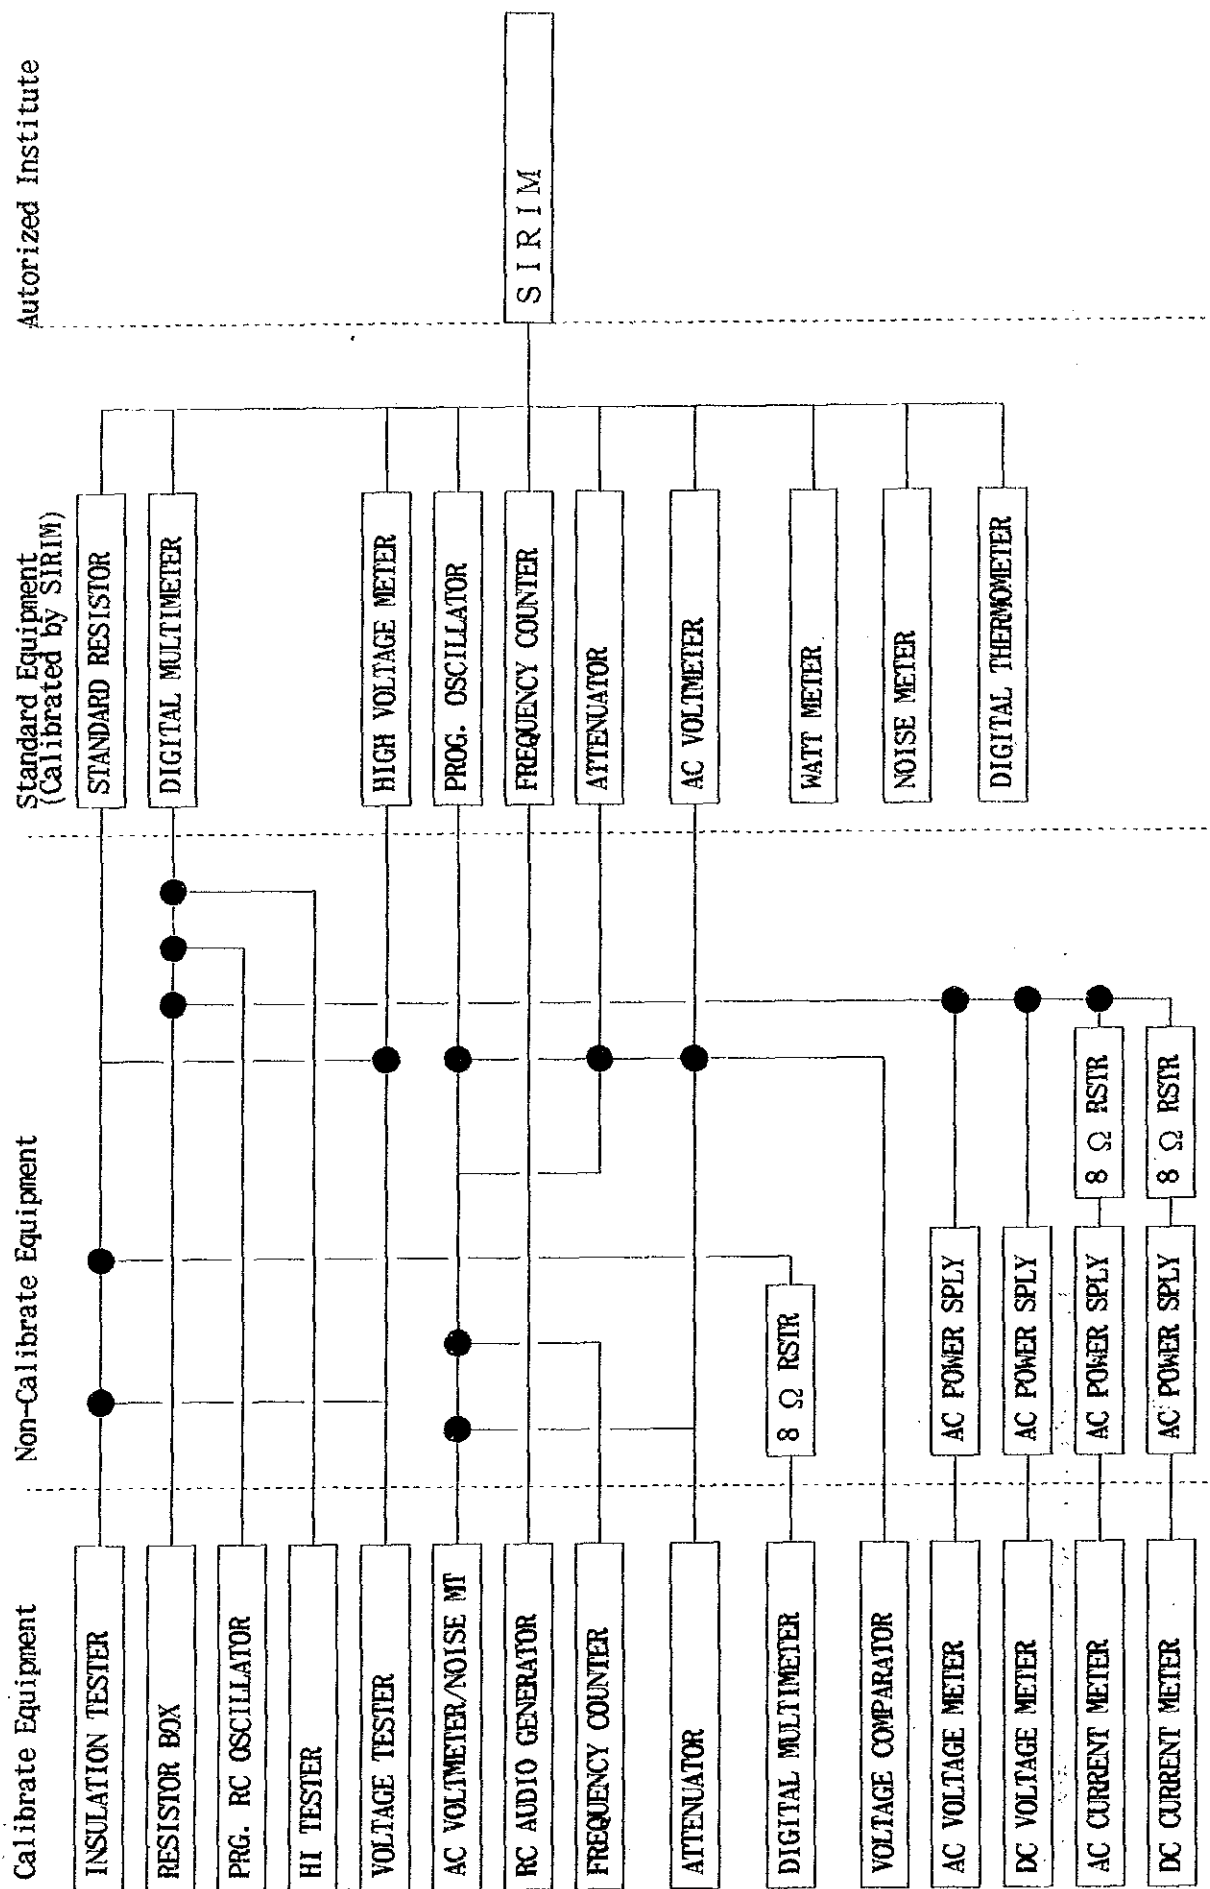 Calibrate Equipment
INSULATION TESTER
RESISTOR BOX
PRG. RC OSCILLATOR
HI TESTER
VOLTAGE TESTER
AC VOLTMETER/NOISE MT
RC AUDIO GENERATOR
FREQUENCY COUNTER
ATTENUATOR
DIGITAL MULTIMETER
VOLTAGE COMPARATOR
AC VOLTAGE METER
DC VOLTAGE METER
AC CURRENT METER
DC CURRENT METER
Non-Calibrate Equipment
8 Ω RSTR
AC POWER SPLY
AC POWER SPLY
AC POWER SPLY
8 Ω RSTR
AC POWER SPLY
8 Ω RSTR
Standard Equipment
(Calibrated by SIRIM)
STANDARD RESISTOR
DIGITAL MULTIMETER
HIGH VOLTAGE METER
PROG. OSCILLATOR
FREQUENCY COUNTER
ATTENUATOR
AC VOLTMETER
WATT METER
NOISE METER
DIGITAL THERMOMETER
Autorized Institute
SIRIM